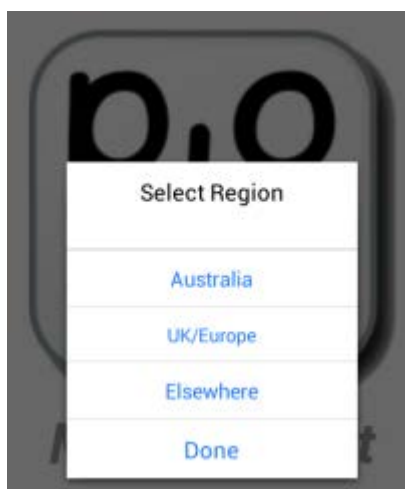 p,o
Select Region
Australia
UK/Europe
Elsewhere
Done